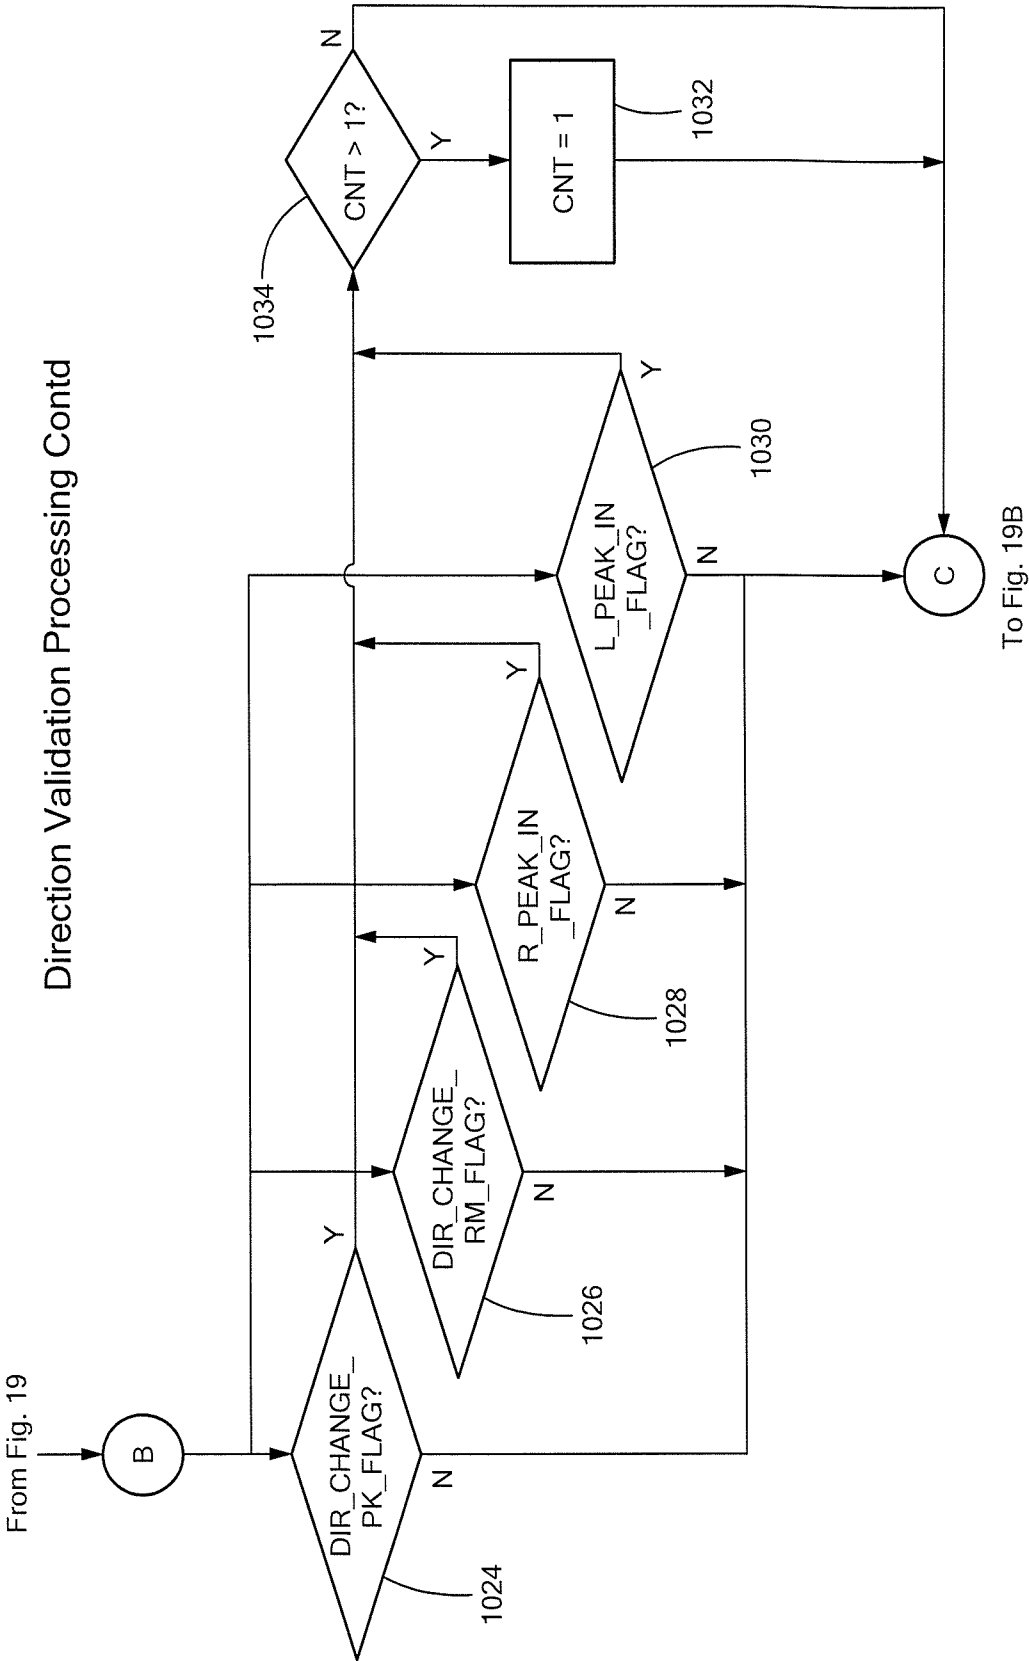 Direction Validation Processing Contd
From Fig. 19
B
DIR_CHANGE_
PK_FLAG?
Y
N
1024
DIR_CHANGE_
RM_FLAG?
Y
N
1026
R_PEAK_IN
_FLAG?
Y
N
1028
L_PEAK_IN
_FLAG?
Y
N
1030
CNT > 1?
N
Y
1034
CNT = 1
1032
C
To Fig. 19B